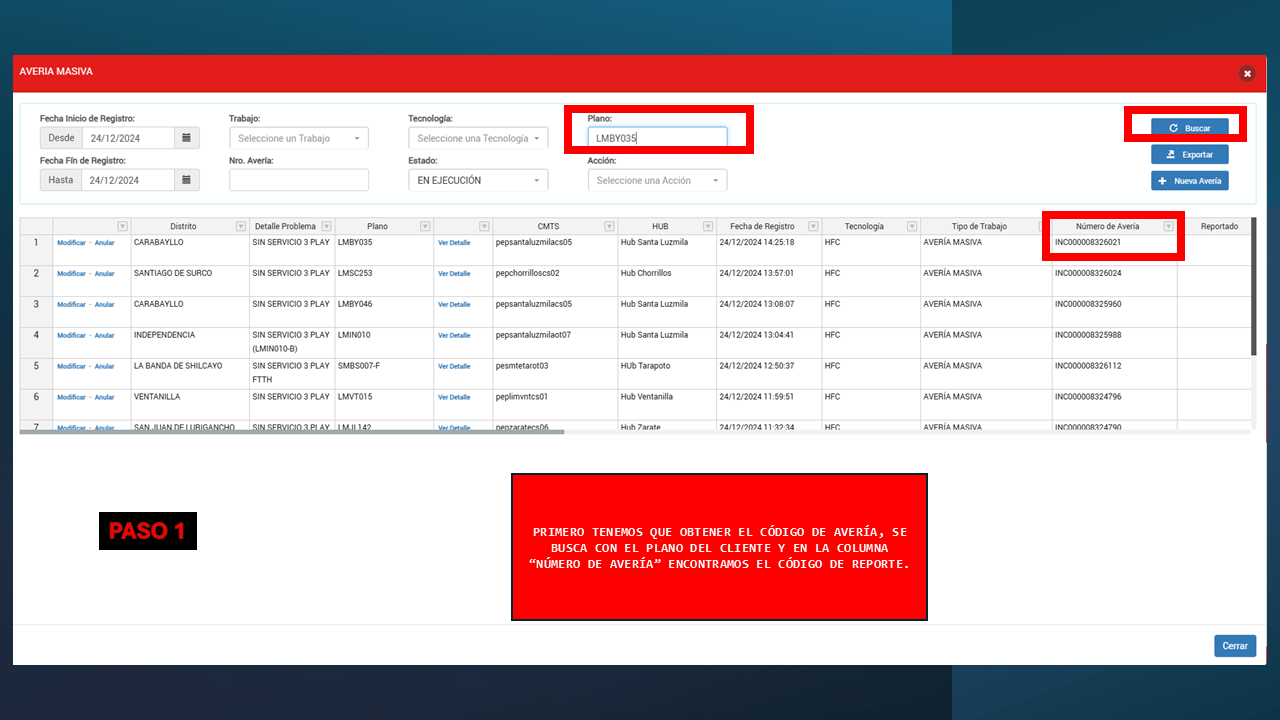 AVERIA MASIVA
Fecha Inicio de Registro: Trabajo: Tecnología: Plano:
Desde 24/12/2024 Seleccione un Trabajo Seleccione una Tecnología LMBY035 Buscar
Fecha Fín de Registro: Nro. Avería: Estado: Acción: Exportar
Hasta 24/12/2024 EN EJECUCIÓN Seleccione una Acción Nueva Avería
Distrito Detalle Problema Plano CMTS HUB Fecha de Registro Tecnología Tipo de Trabajo Número de Avería Reportado
1 Modificar - Anular CARABAYLLO SIN SERVICIO 3 PLAY LMBY035 Ver Detalle pepsantaluzmilacs05 Hub Santa Luzmila 24/12/2024 14:25:18 HFC AVERÍA MASIVA INC000008326021
2 Modificar - Anular SANTIAGO DE SURCO SIN SERVICIO 3 PLAY LMSC253 Ver Detalle pepchorrilloscs02 Hub Chorrillos 24/12/2024 13:57:01 HFC AVERÍA MASIVA INC000008326024
3 Modificar - Anular CARABAYLLO SIN SERVICIO 3 PLAY LMBY046 Ver Detalle pepsantaluzmilacs05 Hub Santa Luzmila 24/12/2024 13:08:07 HFC AVERÍA MASIVA INC000008325960
4 Modificar - Anular INDEPENDENCIA SIN SERVICIO 3 PLAY LMIN010 Ver Detalle pepsantaluzmilaot07 Hub Santa Luzmila 24/12/2024 13:04:41 HFC AVERÍA MASIVA INC000008325988
(LMIN010-B)
5 Modificar - Anular LA BANDA DE SHILCAYO SIN SERVICIO 3 PLAY SMBS007-F Ver Detalle pesmtetarot03 HUb Tarapoto 24/12/2024 12:50:37 HFC AVERÍA MASIVA INC000008326112
FTTH
6 Modificar - Anular VENTANILLA SIN SERVICIO 3 PLAY LMVT015 Ver Detalle peplimvntcs01 Hub Ventanilla 24/12/2024 11:59:51 HFC AVERÍA MASIVA INC000008324796
7 Modificar - Anular SAN JUAN DE LURIGANCHO SIN SERVICIO 3 PLAY LMJL142 Ver Detalle pepzaratecs06 Hub Zarate 24/12/2024 11:32:34 HFC AVERÍA MASIVA INC000008324790
PASO 1
PRIMERO TENEMOS QUE OBTENER EL CÓDIGO DE AVERÍA, SE
BUSCA CON EL PLANO DEL CLIENTE Y EN LA COLUMNA
“NÚMERO DE AVERÍA” ENCONTRAMOS EL CÓDIGO DE REPORTE.
Cerrar